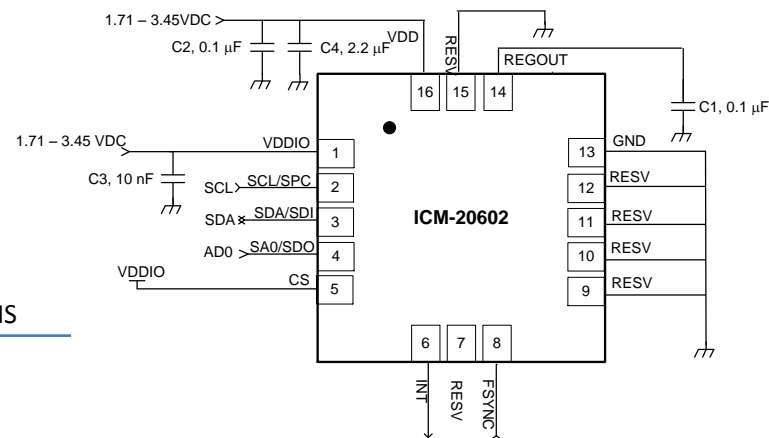 1.71 – 3.45VDC
C2, 0.1 µF
C4, 2.2 µF
VDD
RESV
REGOUT
16
15
14
C1, 0.1 µF
1.71 – 3.45 VDC
VDDIO
1
C3, 10 nF
SCL
SCL/SPC
2
SDA
SDA/SDI
3
AD0
SA0/SDO
4
VDDIO
CS
5
ICM-20602
13
GND
12
RESV
11
RESV
10
RESV
9
RESV
6
7
8
INT
RESV
FSYNC